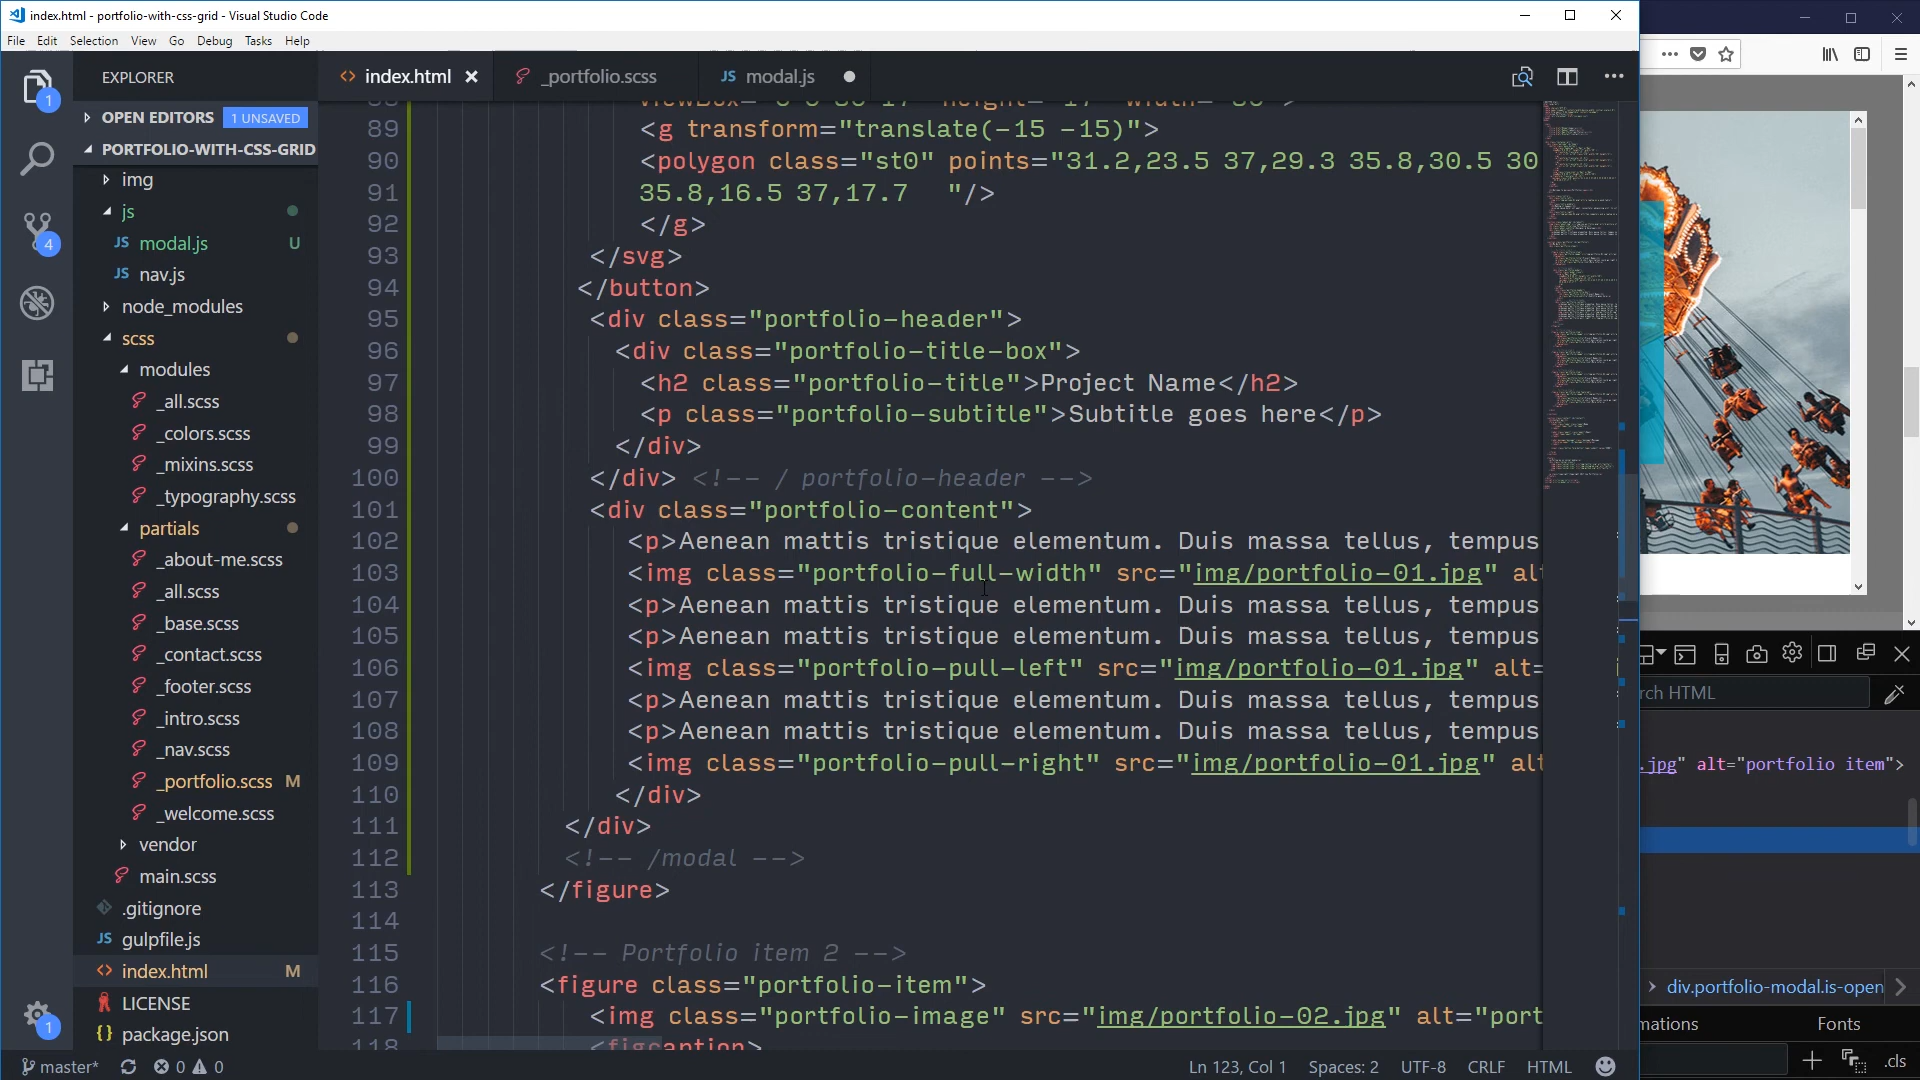 index.html - portfolio-with-css-grid - Visual Studio Code
File Edit Selection View Go Debug Tasks Help
EXPLORER
OPEN EDITORS 1 UNSAVED
PORTFOLIO-WITH-CSS-GRID
img
js
JS modal.js U
JS nav.js
node_modules
scss
modules
_all.scss
_colors.scss
_mixins.scss
_typography.scss
partials
_about-me.scss
_all.scss
_base.scss
_contact.scss
_footer.scss
_intro.scss
_nav.scss
_portfolio.scss M
_welcome.scss
vendor
main.scss
.gitignore
JS gulpfile.js
<> index.html M
LICENSE
{} package.json
1
4
1
<> index.html _portfolio.scss JS modal.js
89 <g transform="translate(-15 -15)">
90 <polygon class="st0" points="31.2,23.5 37,29.3 35.8,30.5 30
91 35.8,16.5 37,17.7 "/>
92 </g>
93 </svg>
94 </button>
95 <div class="portfolio-header">
96 <div class="portfolio-title-box">
97 <h2 class="portfolio-title">Project Name</h2>
98 <p class="portfolio-subtitle">Subtitle goes here</p>
99 </div>
100 </div> <!-- / portfolio-header -->
101 <div class="portfolio-content">
102 <p>Aenean mattis tristique elementum. Duis massa tellus, tempus
103 <img class="portfolio-full-width" src="img/portfolio-01.jpg" alt
104 <p>Aenean mattis tristique elementum. Duis massa tellus, tempus
105 <p>Aenean mattis tristique elementum. Duis massa tellus, tempus
106 <img class="portfolio-pull-left" src="img/portfolio-01.jpg" alt=
107 <p>Aenean mattis tristique elementum. Duis massa tellus, tempus
108 <p>Aenean mattis tristique elementum. Duis massa tellus, tempus
109 <img class="portfolio-pull-right" src="img/portfolio-01.jpg" alt
110 </div>
111 </div>
112 <!-- /modal -->
113 </figure>
114
115 <!-- Portfolio item 2 -->
116 <figure class="portfolio-item">
117 <img class="portfolio-image" src="img/portfolio-02.jpg" alt="port
118 <figcaption>
rch HTML
.jpg" alt="portfolio item">
div.portfolio-modal.is-open
mations Fonts
.cls
master* 0 0 Ln 123, Col 1 Spaces: 2 UTF-8 CRLF HTML